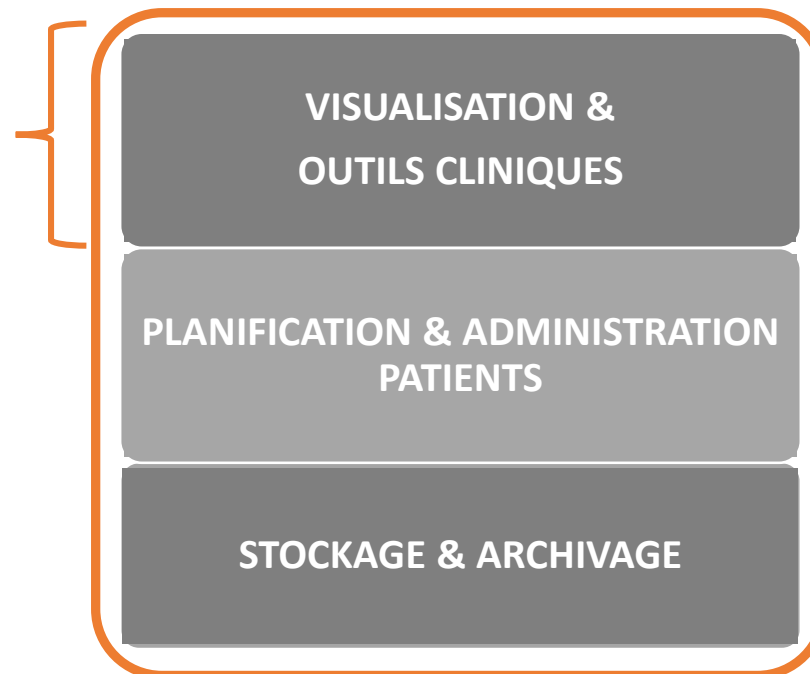 VISUALISATION &
OUTILS CLINIQUES
PLANIFICATION & ADMINISTRATION
PATIENTS
STOCKAGE & ARCHIVAGE